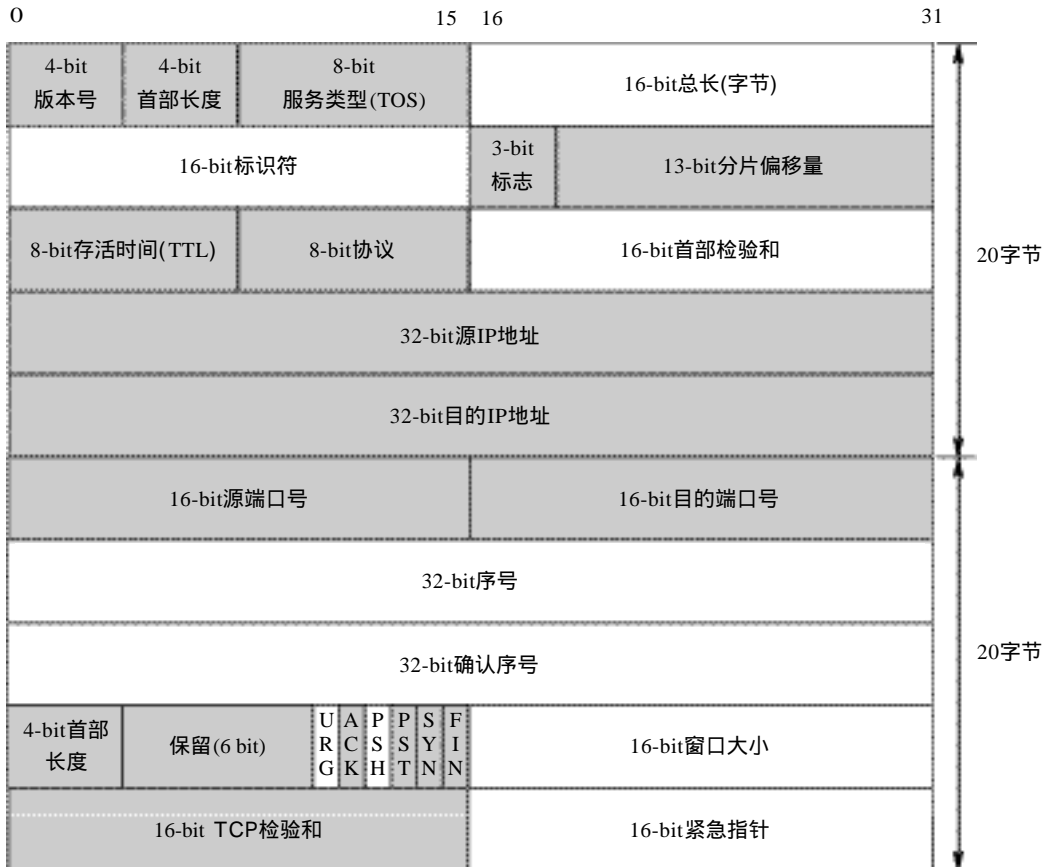 0 15 16 31
4-bit
版本号
4-bit
首部长度
8-bit
服务类型(TOS)
16-bit总长(字节)
16-bit标识符
3-bit
标志
13-bit分片偏移量
8-bit存活时间(TTL)
8-bit协议
16-bit首部检验和
20字节
32-bit源IP地址
32-bit目的IP地址
16-bit源端口号
16-bit目的端口号
32-bit序号
32-bit确认序号
20字节
4-bit首部
长度
保留(6 bit)
URG
ACK
PSH
PST
SYN
FIN
16-bit窗口大小
16-bit TCP检验和
16-bit紧急指针